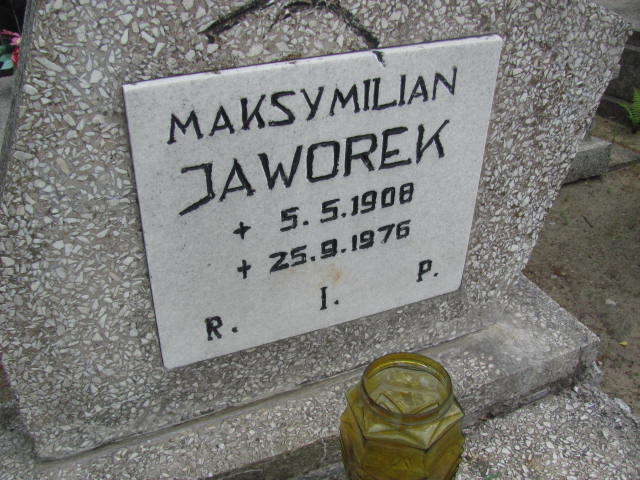 MAKSYMILIAN
JAWOREK
+ 5.5.1908
+ 25.9.1976
R. I. P.